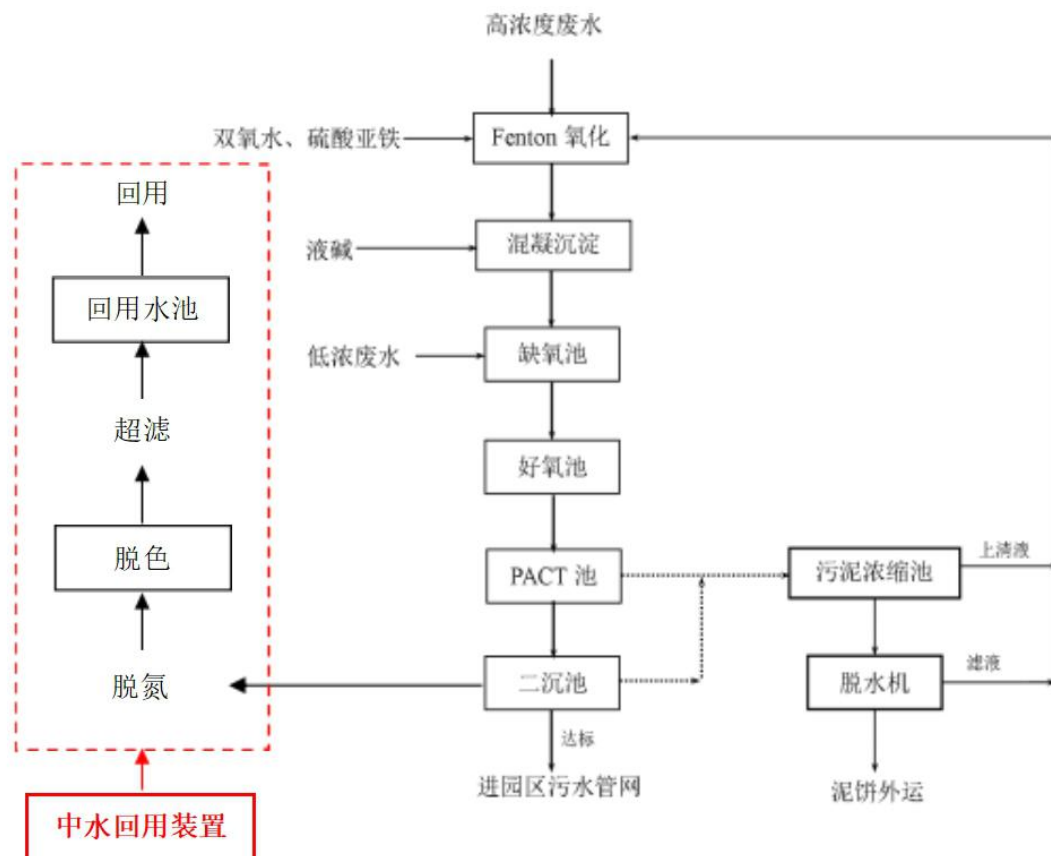 高浓度废水
双氧水、硫酸亚铁
Fenton 氧化
回用
液碱
混凝沉淀
回用水池
低浓废水
缺氧池
超滤
好氧池
脱色
PACT 池
污泥浓缩池
上清液
脱氮
二沉池
脱水机
滤液
达标
进园区污水管网
泥饼外运
中水回用装置